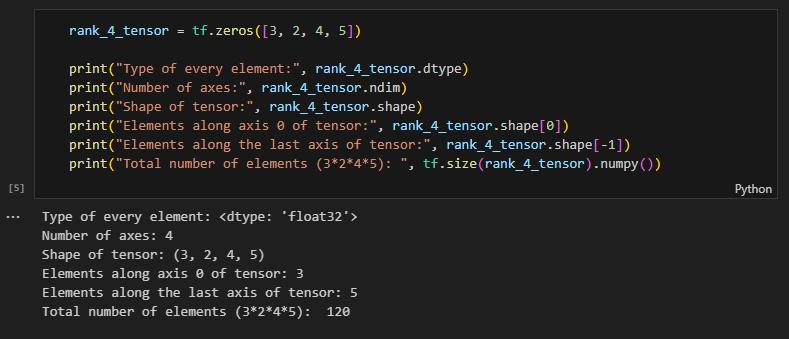 rank_4_tensor = tf.zeros([3, 2, 4, 5])
print("Type of every element:", rank_4_tensor.dtype)
print("Number of axes:", rank_4_tensor.ndim)
print("Shape of tensor:", rank_4_tensor.shape)
print("Elements along axis 0 of tensor:", rank_4_tensor.shape[0])
print("Elements along the last axis of tensor:", rank_4_tensor.shape[-1])
print("Total number of elements (3*2*4*5): ", tf.size(rank_4_tensor).numpy())
[5]
Python
... Type of every element: <dtype: 'float32'>
Number of axes: 4
Shape of tensor: (3, 2, 4, 5)
Elements along axis 0 of tensor: 3
Elements along the last axis of tensor: 5
Total number of elements (3*2*4*5):  120